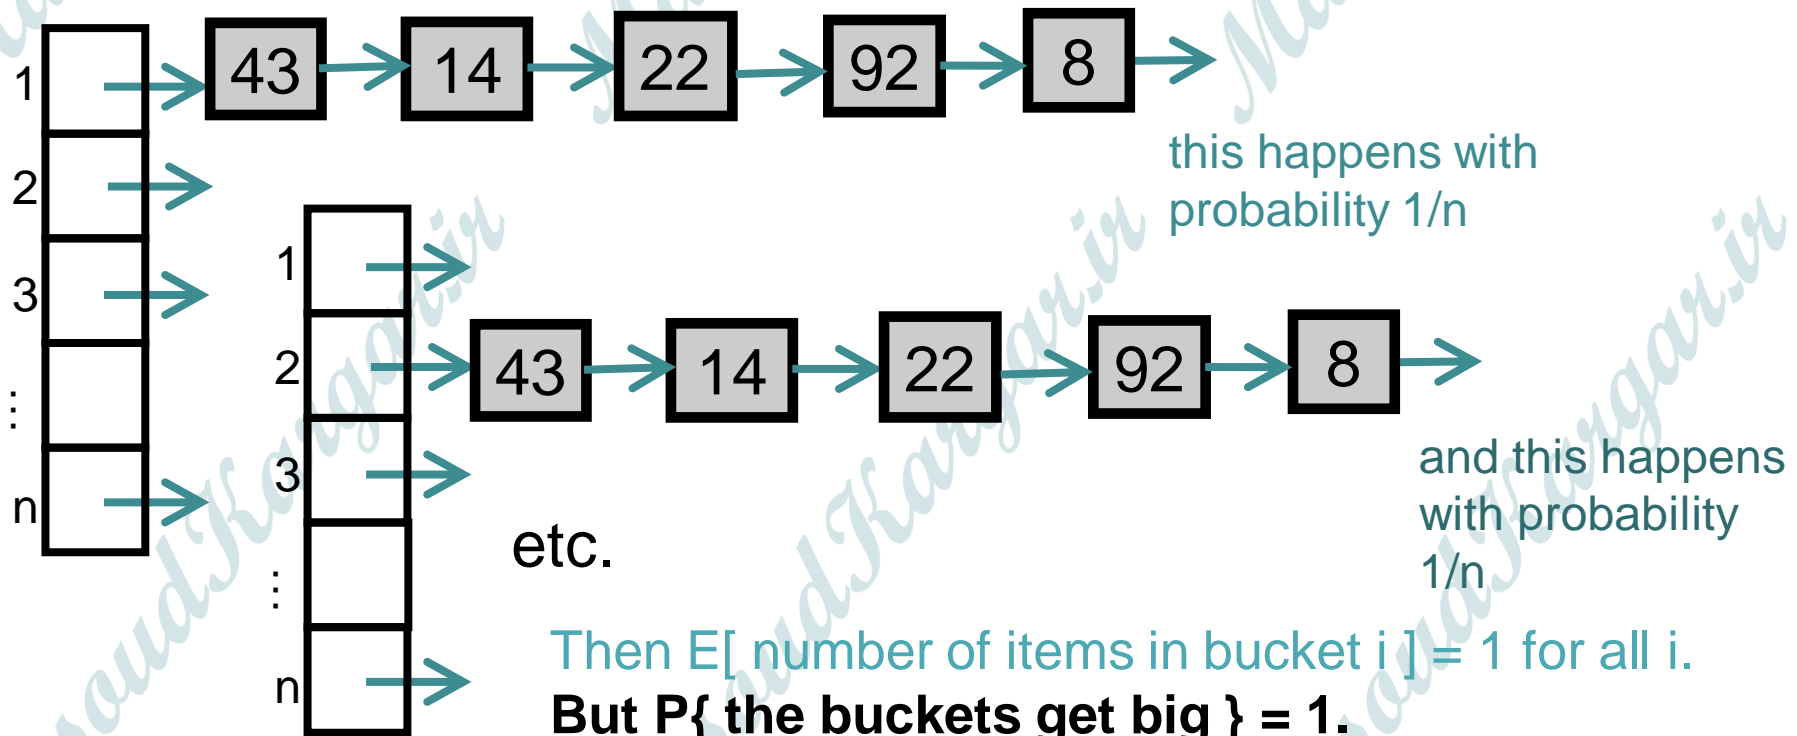 1
43
14
22
92
8
2
3
⋮
n
this happens with
probability 1/n
1
2
43
14
22
92
8
3
⋮
n
and this happens
with probability
1/n
etc.
Then E[ number of items in bucket i ] = 1 for all i.
But P{ the buckets get big } = 1.